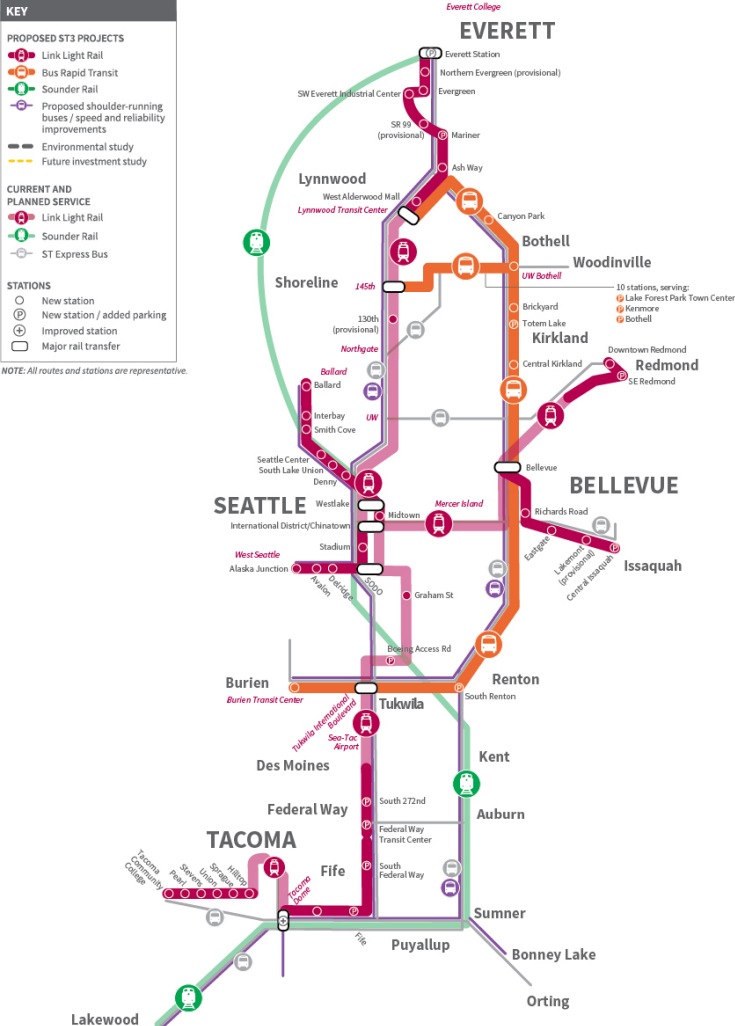 KEY
PROPOSED ST3 PROJECTS
Link Light Rail
Bus Rapid Transit
Sounder Rail
Proposed shoulder-running
buses / speed and reliability
improvements
Environmental study
Future investment study
CURRENT AND
PLANNED SERVICE
Link Light Rail
Sounder Rail
ST Express Bus
STATIONS
New station
P New station / added parking
Improved station
Major rail transfer
NOTE: All routes and stations are representative.
Everett College
EVERETT
P
Everett Station
Northern Evergreen (provisional)
Evergreen
SW Everett Industrial Center
SR 99
(provisional)
P
Mariner
Ash Way
Lynnwood
West Alderwood Mall
Lynnwood Transit Center
Canyon Park
Bothell
Woodinville
UW Bothell
Shoreline
145th
10 stations, serving:
P Lake Forest Park Town Center
P Kenmore
P Bothell
130th
(provisional)
Brickyard
P
Totem Lake
Kirkland
Northgate
Downtown Redmond
Central Kirkland
Redmond
P
SE Redmond
Ballard
Ballard
Interbay
Smith Cove
UW
Seattle Center
South Lake Union
Denny
Bellevue
BELLEVUE
SEATTLE
Westlake
Midtown
Mercer Island
International District/Chinatown
Richards Road
Stadium
Eastgate
Lakemont
(provisional)
Central Issaquah
P
Issaquah
West Seattle
Alaska Junction
Avalon
Delridge
SODO
Graham St
Boeing Access Rd
P
Burien
Burien Transit Center
Renton
P
South Renton
Tukwila International
Boulevard
Tukwila
Sea-Tac
Airport
Des Moines
Kent
Federal Way
P
South 272nd
Auburn
P
Federal Way
Transit Center
TACOMA
Fife
P
South
Federal Way
Tacoma
Community
College
Pearl
Stevens
Union
Sprague
Hilltop
Tacoma
Dome
P
Fife
Sumner
Puyallup
Bonney Lake
Orting
Lakewood